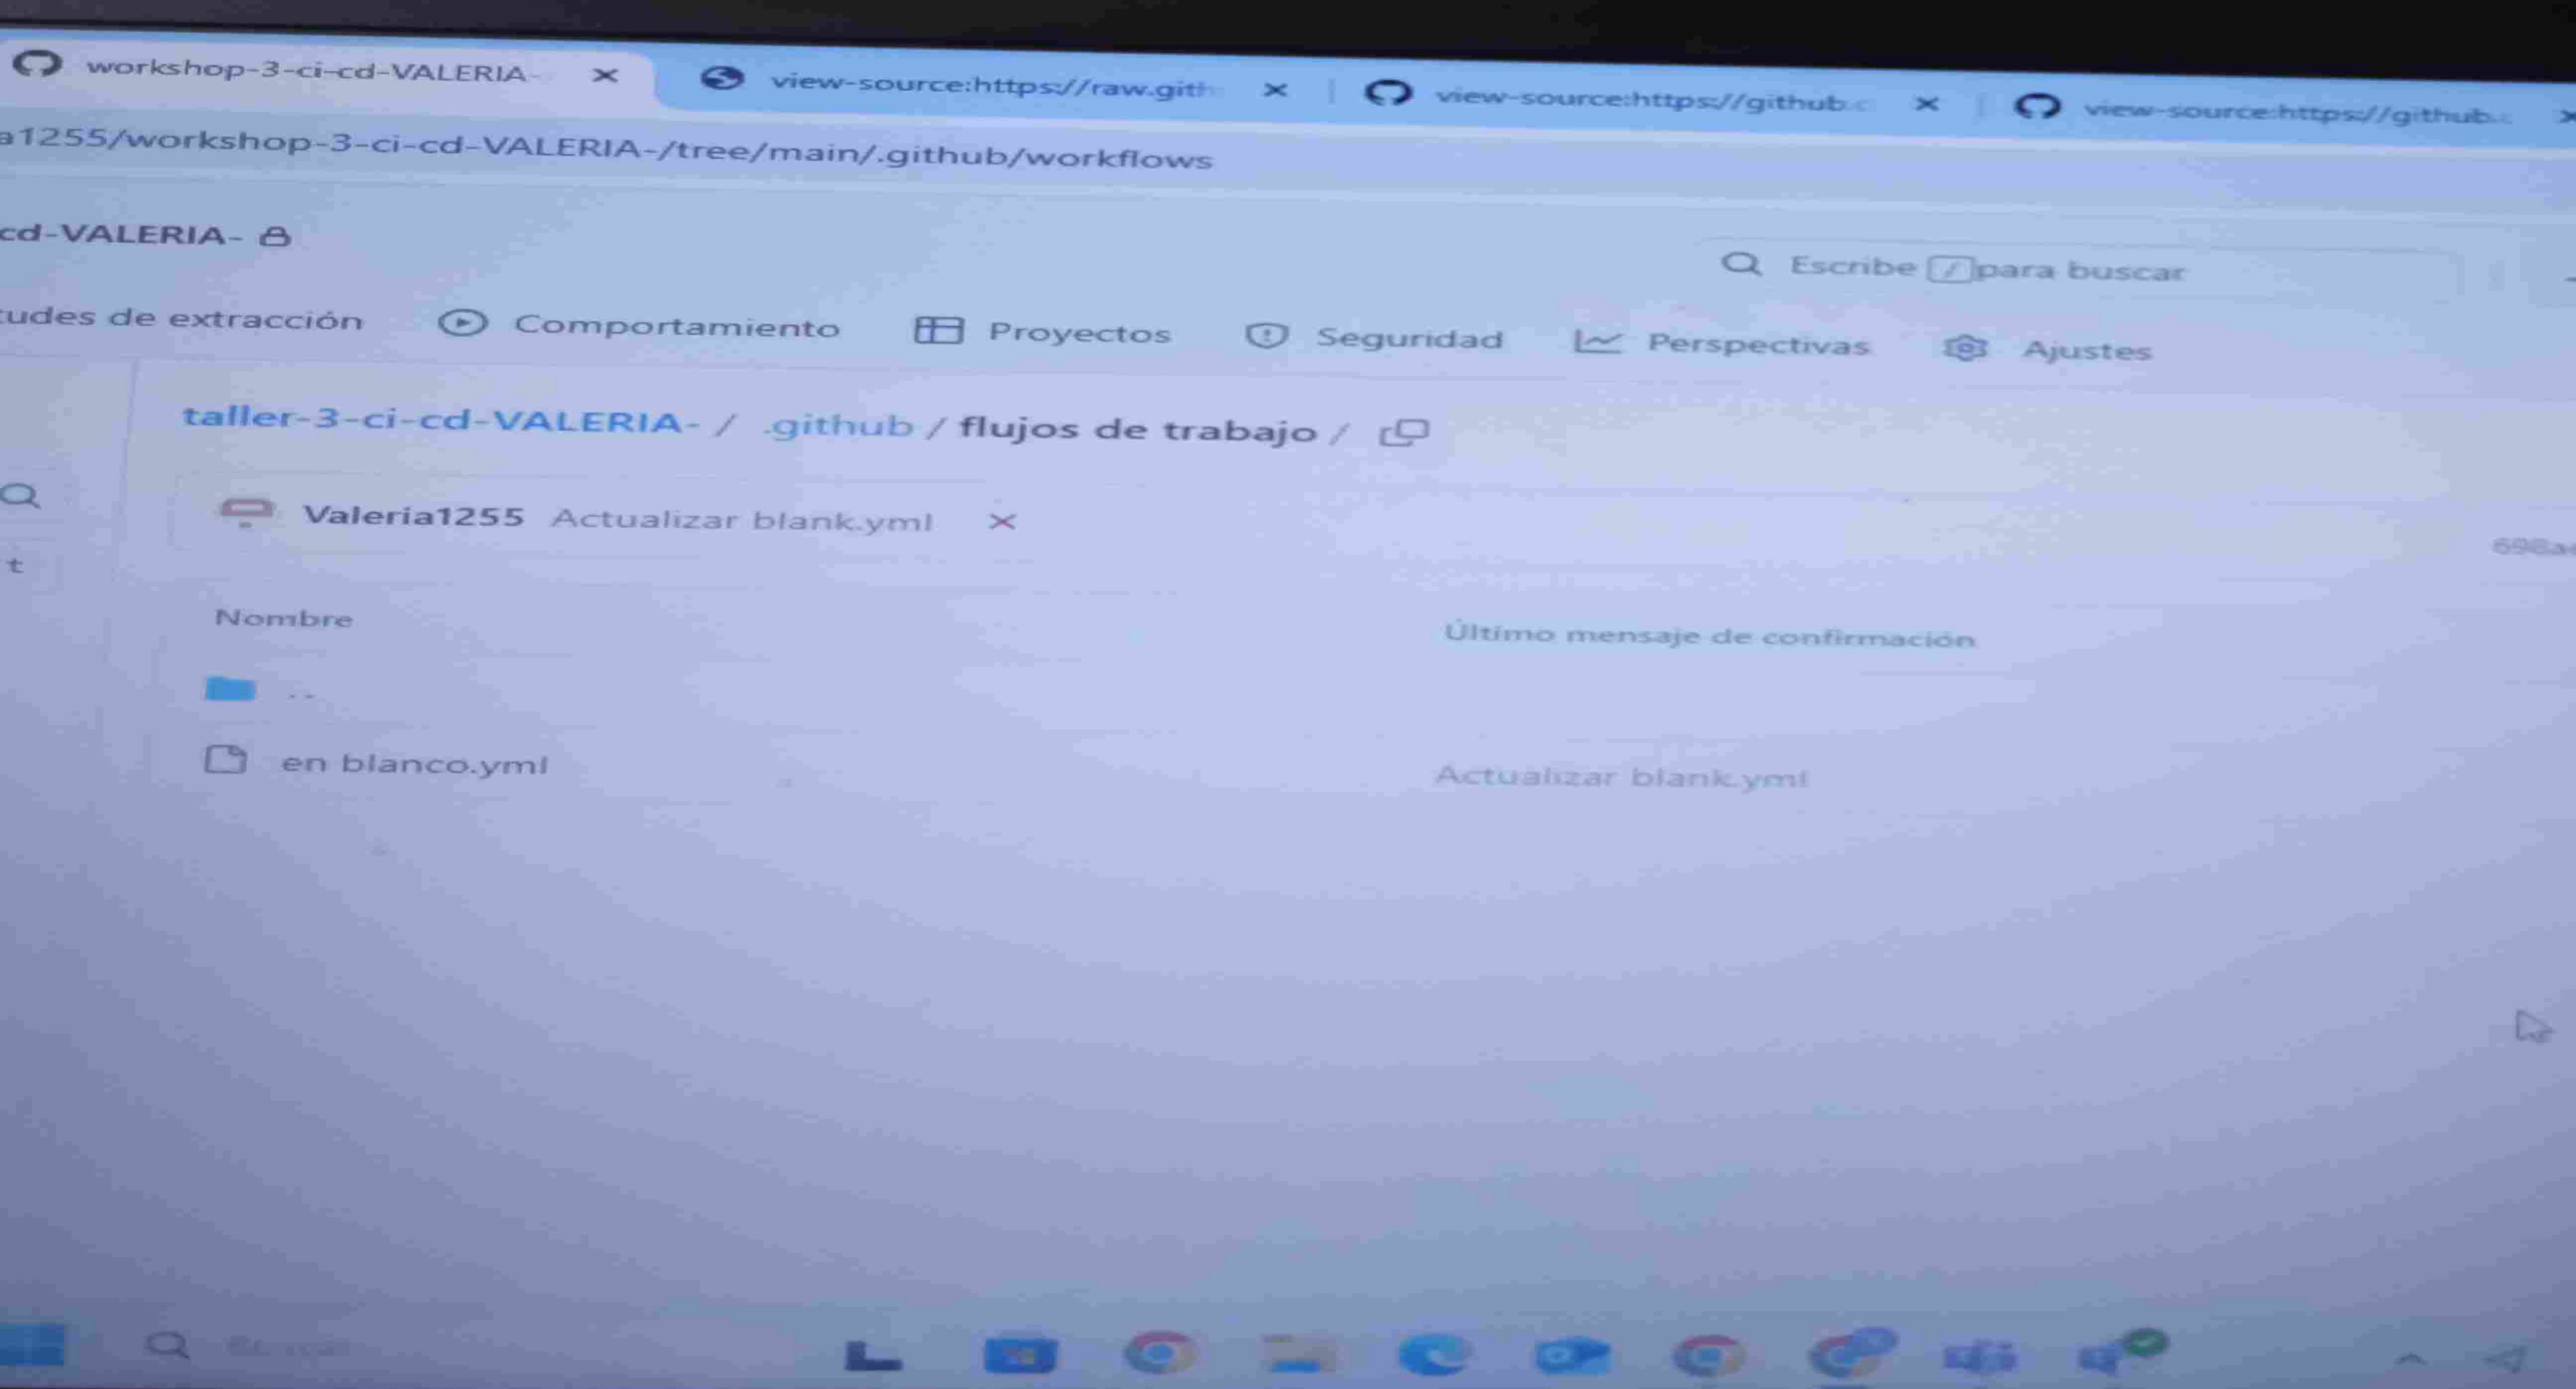 workshop-3-ci-cd-VALERIA-
view-source:https://raw.gith
view-source:https://github.c
view-source:https://github.c
a1255/workshop-3-ci-cd-VALERIA-/tree/main/.github/workflows
cd-VALERIA-
Escribe / para buscar
tudes de extracción
Comportamiento
Proyectos
Seguridad
Perspectivas
Ajustes
taller-3-ci-cd-VALERIA- / .github / flujos de trabajo /
Valeria1255 Actualizar blank.yml
t
Nombre
Último mensaje de confirmación
..
en blanco.yml
Actualizar blank.yml